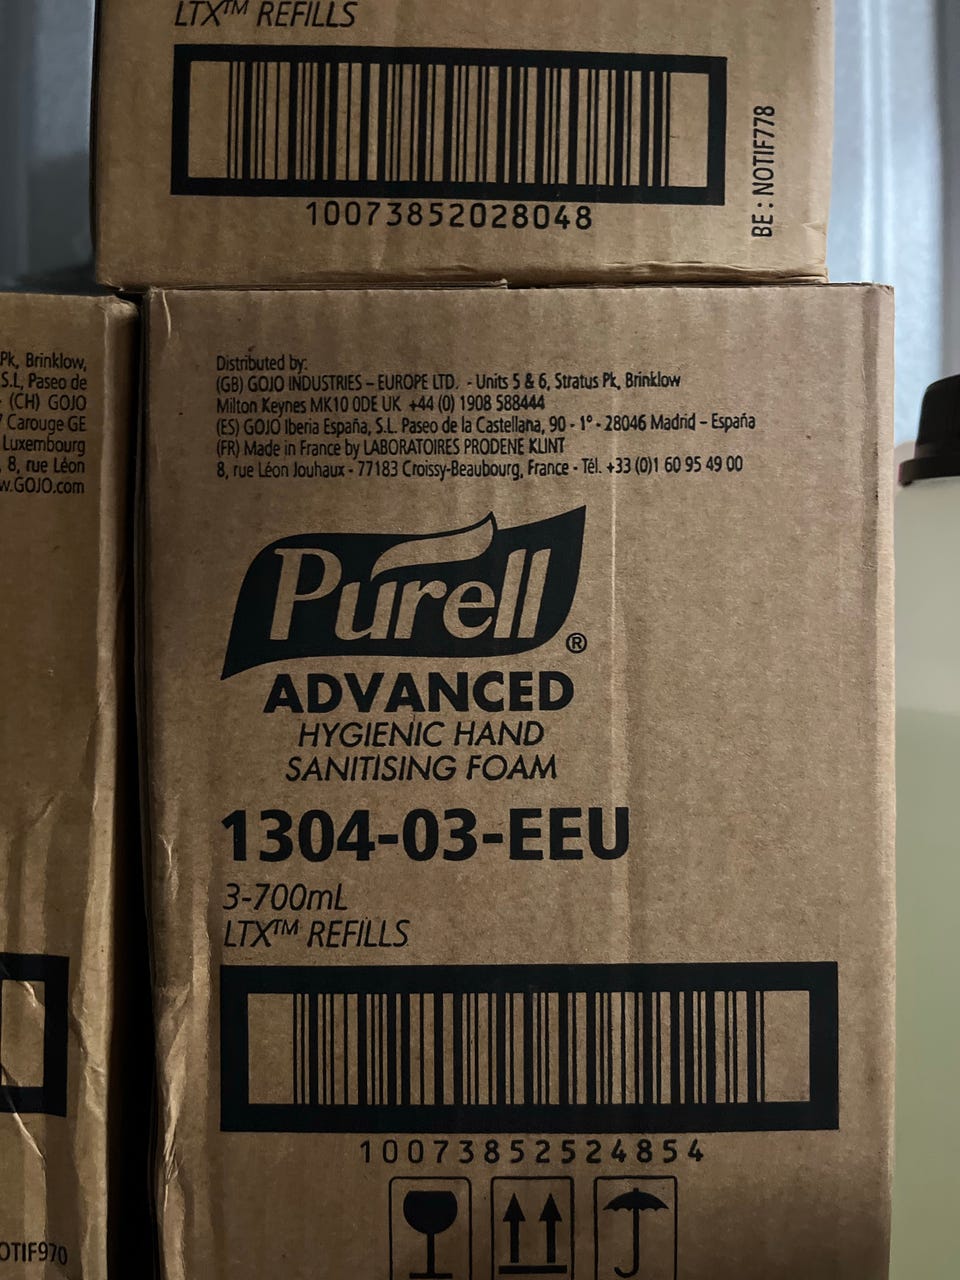 LTX™ REFILLS
10073852028048
BE : NOTIF778
Pk, Brinklow,
S.L, Paseo de
(CH) GOJO
7 Carouge GE
Luxembourg
, 8, rue Léon
w.GOJO.com
OTIF970
Distributed by:
(GB) GOJO INDUSTRIES – EUROPE LTD. - Units 5 & 6, Stratus Pk, Brinklow
Milton Keynes MK10 0DE UK +44 (0) 1908 588444
(ES) GOJO Iberia España, S.L. Paseo de la Castellana, 90 - 1° - 28046 Madrid – España
(FR) Made in France by LABORATOIRES PRODENE KLINT
8, rue Léon Jouhaux - 77183 Croissy-Beaubourg, France - Tél. +33 (0)1 60 95 49 00
Purell®
ADVANCED
HYGIENIC HAND
SANITISING FOAM
1304-03-EEU
3-700mL
LTX™ REFILLS
10073852524854